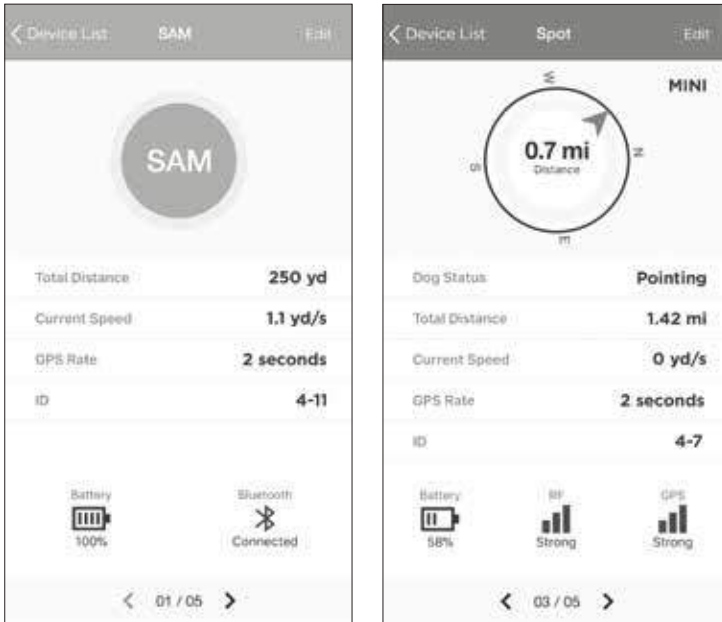 Device List SAM Edit
SAM
Total Distance 250 yd
Current Speed 1.1 yd/s
GPS Rate 2 seconds
ID 4-11
Battery
100%
Bluetooth
Connected
01 / 05
Device List Spot Edit
MINI
W
N
S
E
0.7 mi
Distance
Dog Status Pointing
Total Distance 1.42 mi
Current Speed 0 yd/s
GPS Rate 2 seconds
ID 4-7
Battery
58%
RF
Strong
GPS
Strong
03 / 05